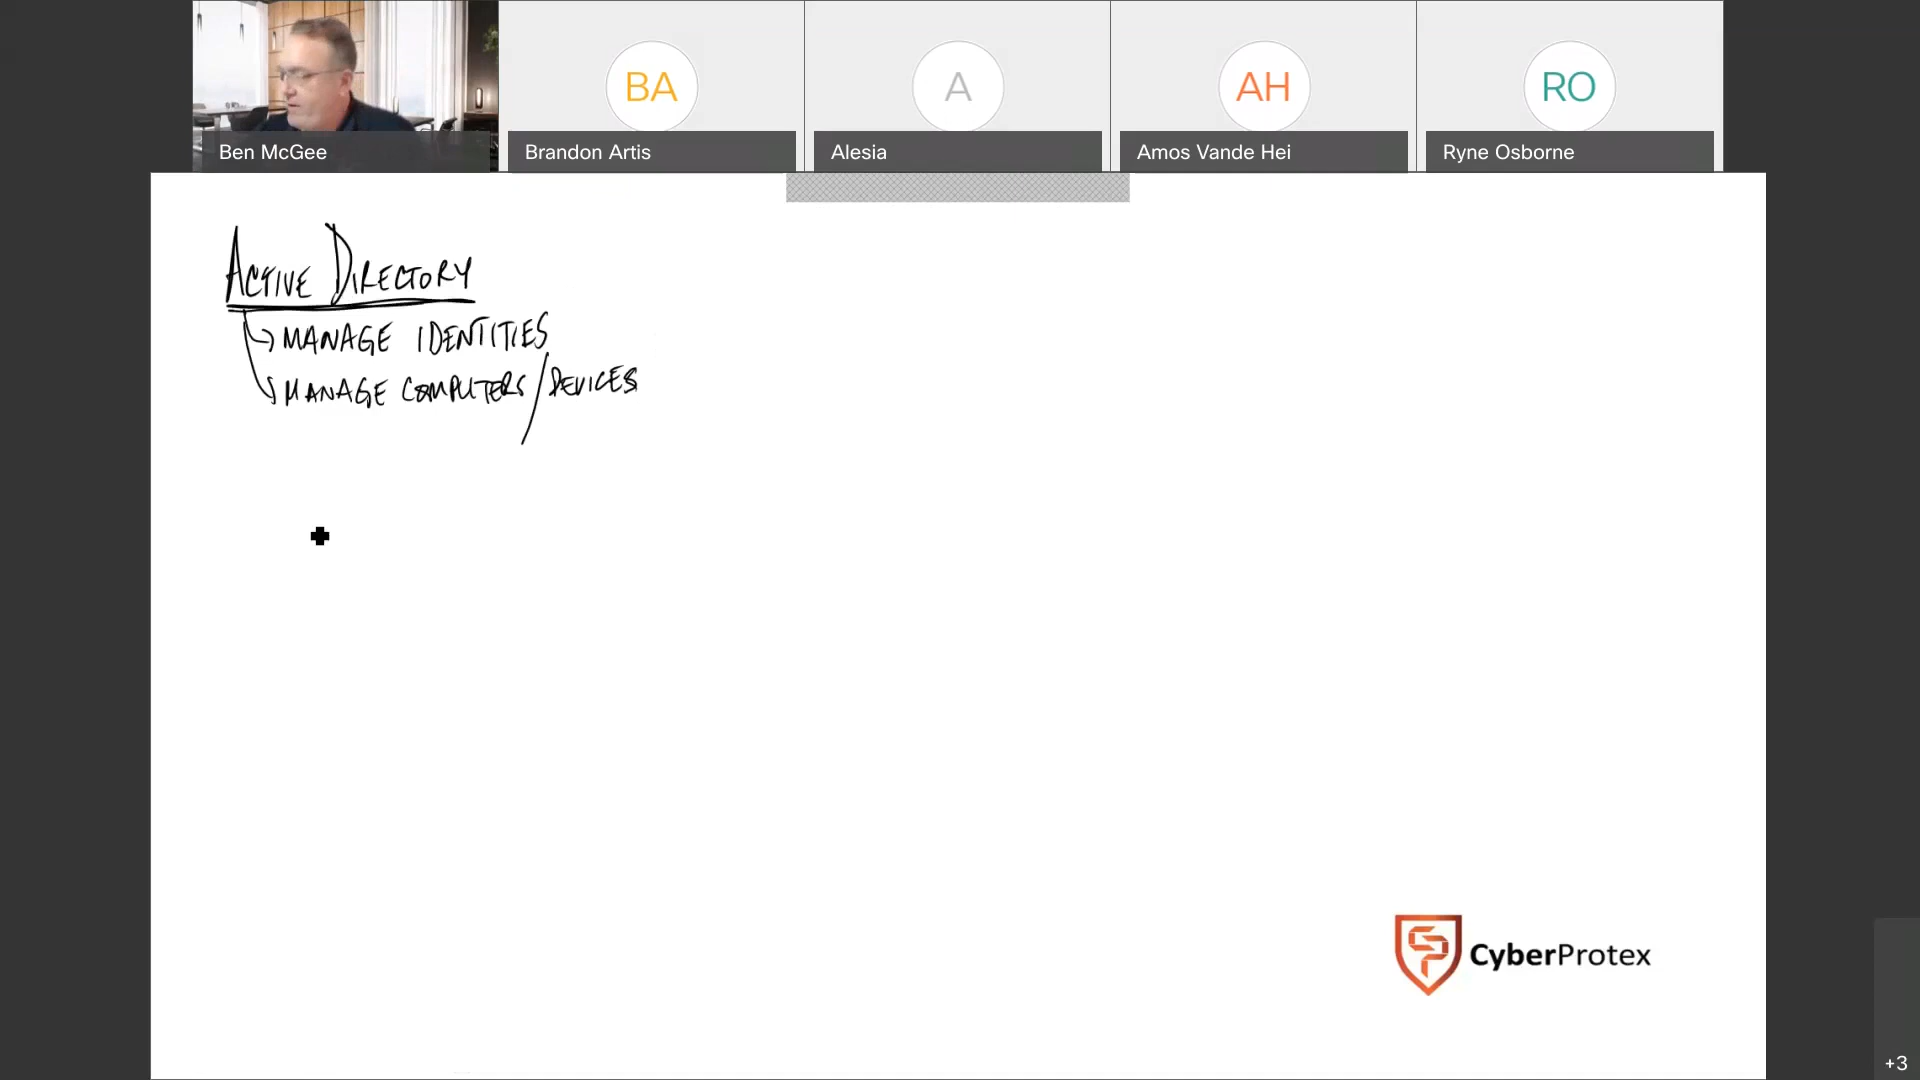 BA
A
AH
RO
Ben McGee
Brandon Artis
Alesia
Amos Vande Hei
Ryne Osborne
ACTIVE DIRECTORY
MANAGE IDENTITIES
MANAGE COMPUTERS/DEVICES
CyberProtex
+3